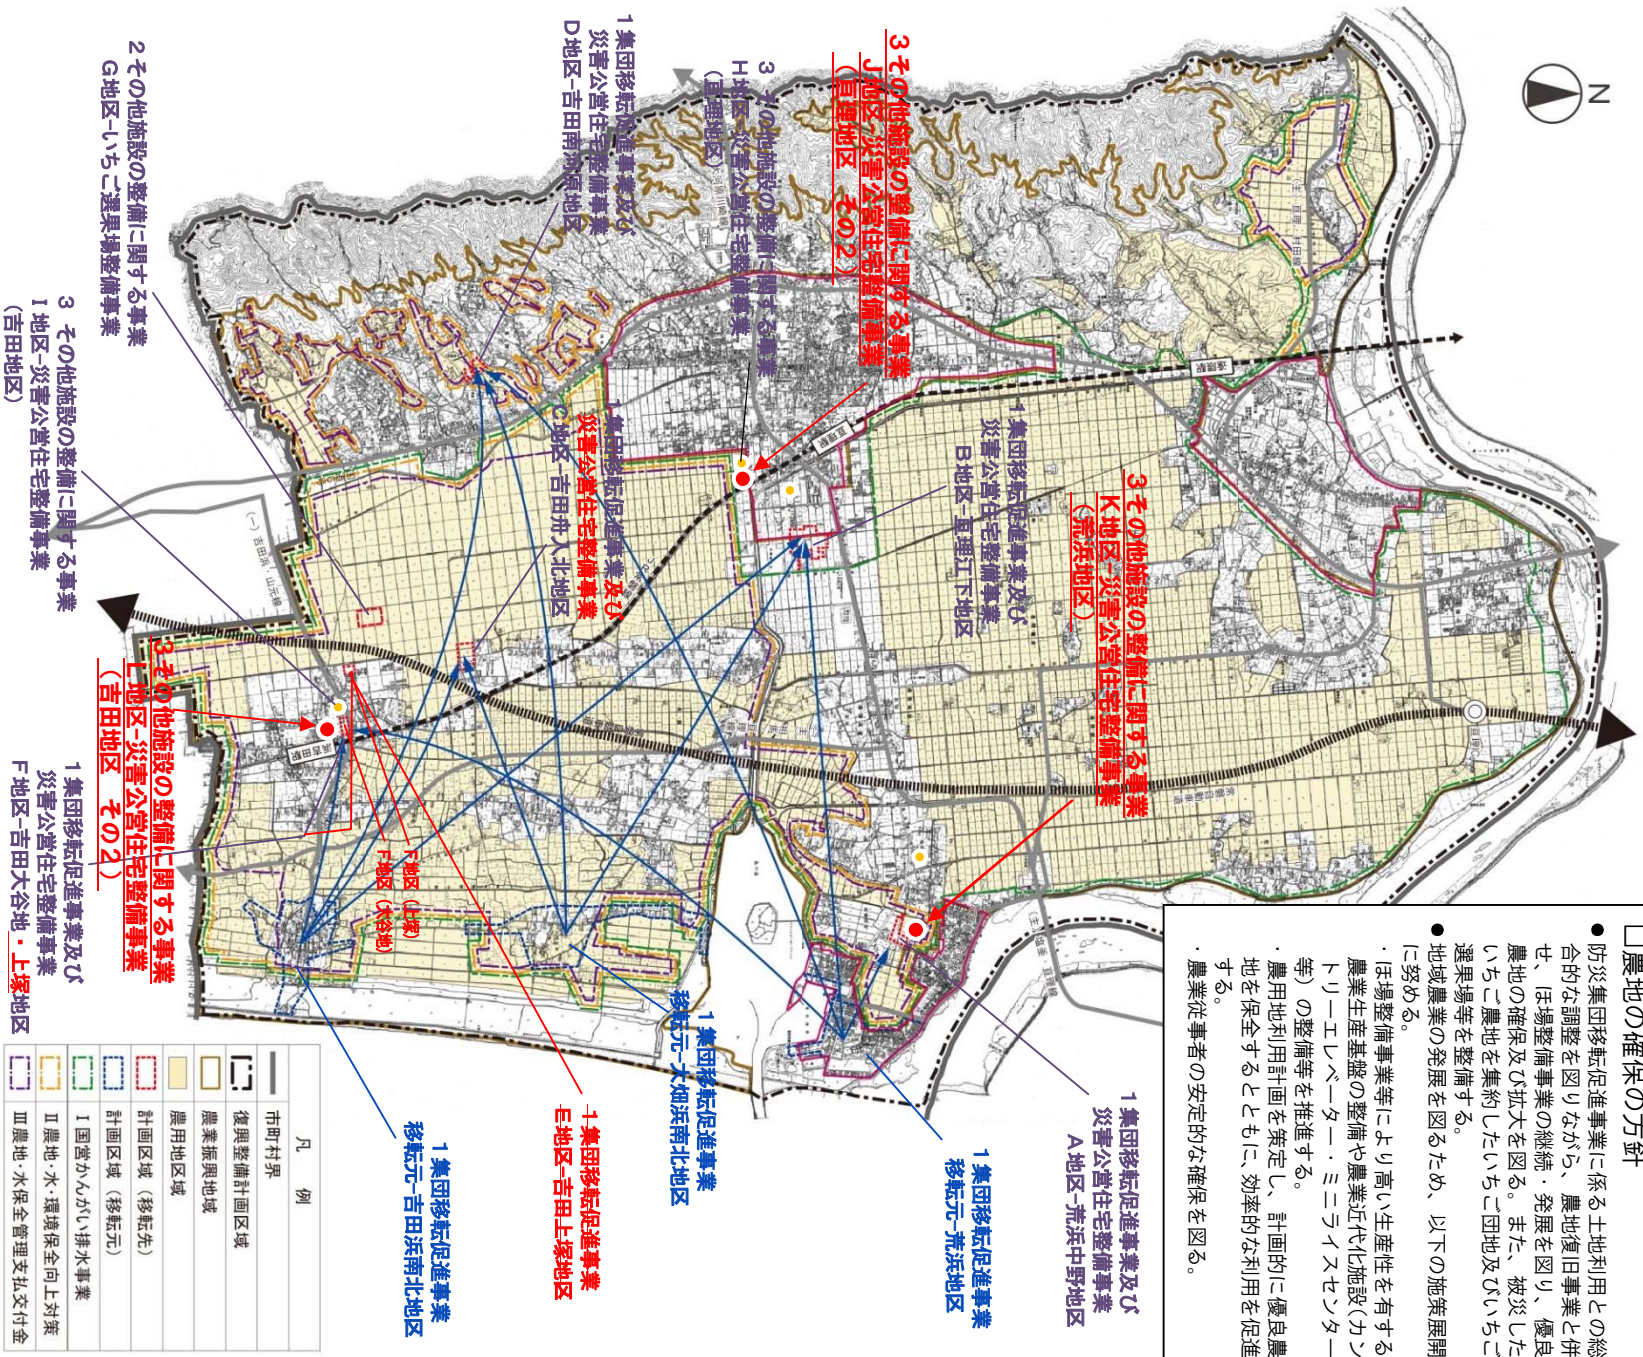 N
□農地の確保の方針
● 防災集団移転促進事業に係る土地利用との総
合的な調整を図りながら、農地復旧事業と併
せ、ほ場整備事業の継続・発展を図り、優良
農地の確保及び拡大を図る。また、被災した
いちご農地を集約したいちご団地及びいちご
選果場等を整備する。
● 地域農業の発展を図るため、以下の施策展開
に努める。
・ほ場整備事業等により高い生産性を有する
農業生産基盤の整備や農業近代化施設(カン
トリーエレベーター・ミニライスセンター
等)の整備等を推進する。
・農用地利用計画を策定し、計画的に優良農
地を保全するとともに、効率的な利用を促進
する。
・農業従事者の安定的な確保を図る。
3その他施設の整備に関する事業
J地区-災害公営住宅整備事業
(亘理地区 その2)
3 その他施設の整備に関する事業
H地区-災害公営住宅整備事業
(亘理地区)
1集団移転促進事業及び
災害公営住宅整備事業
D地区-吉田南河原地区
2その他施設の整備に関する事業
G地区-いちご選果場整備事業
3 その他施設の整備に関する事業
I地区-災害公営住宅整備事業
(吉田地区)
1集団移転促進事業及び
災害公営住宅整備事業
C地区-吉田舟入北地区
1集団移転促進事業及び
災害公営住宅整備事業
B地区-亘理江下地区
3その他施設の整備に関する事業
K地区-災害公営住宅整備事業
(荒浜地区)
3その他施設の整備に関する事業
L地区-災害公営住宅整備事業
(吉田地区 その2)
1集団移転促進事業及び
災害公営住宅整備事業
F地区-吉田大谷地・上塚地区
F地区(上塚)
F地区(大谷地)
1集団移転促進事業及び
災害公営住宅整備事業
A地区-荒浜中野地区
1集団移転促進事業
移転元-荒浜地区
1集団移転促進事業
移転元-大畑浜南北地区
1集団移転促進事業
E地区-吉田上塚地区
1集団移転促進事業
移転元-吉田浜南北地区
逢隈駅
亘理駅
浜吉田駅
常磐自動車道
(一)吉田浜・山元線
凡 例
市町村界
復興整備計画区域
農業振興地域
農用地区域
計画区域(移転先)
計画区域(移転元)
Ⅰ国営かんがい排水事業
Ⅱ農地・水・環境保全向上対策
Ⅲ農地・水保全管理支払交付金